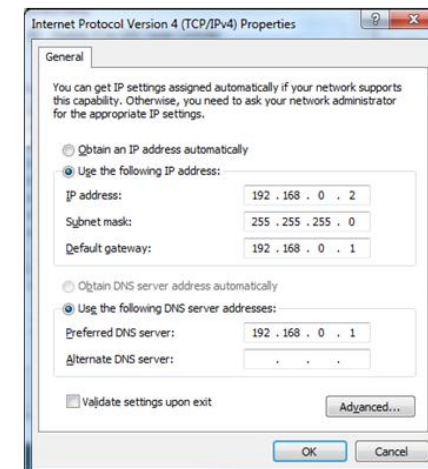 Internet Protocol Version 4 (TCP/IPv4) Properties
General
You can get IP settings assigned automatically if your network supports
this capability. Otherwise, you need to ask your network administrator
for the appropriate IP settings.
Obtain an IP address automatically
Use the following IP address:
IP address: 192 . 168 . 0 . 2
Subnet mask: 255 . 255 . 255 . 0
Default gateway: 192 . 168 . 0 . 1
Obtain DNS server address automatically
Use the following DNS server addresses:
Preferred DNS server: 192 . 168 . 0 . 1
Alternate DNS server: . . .
Validate settings upon exit
Advanced...
OK Cancel